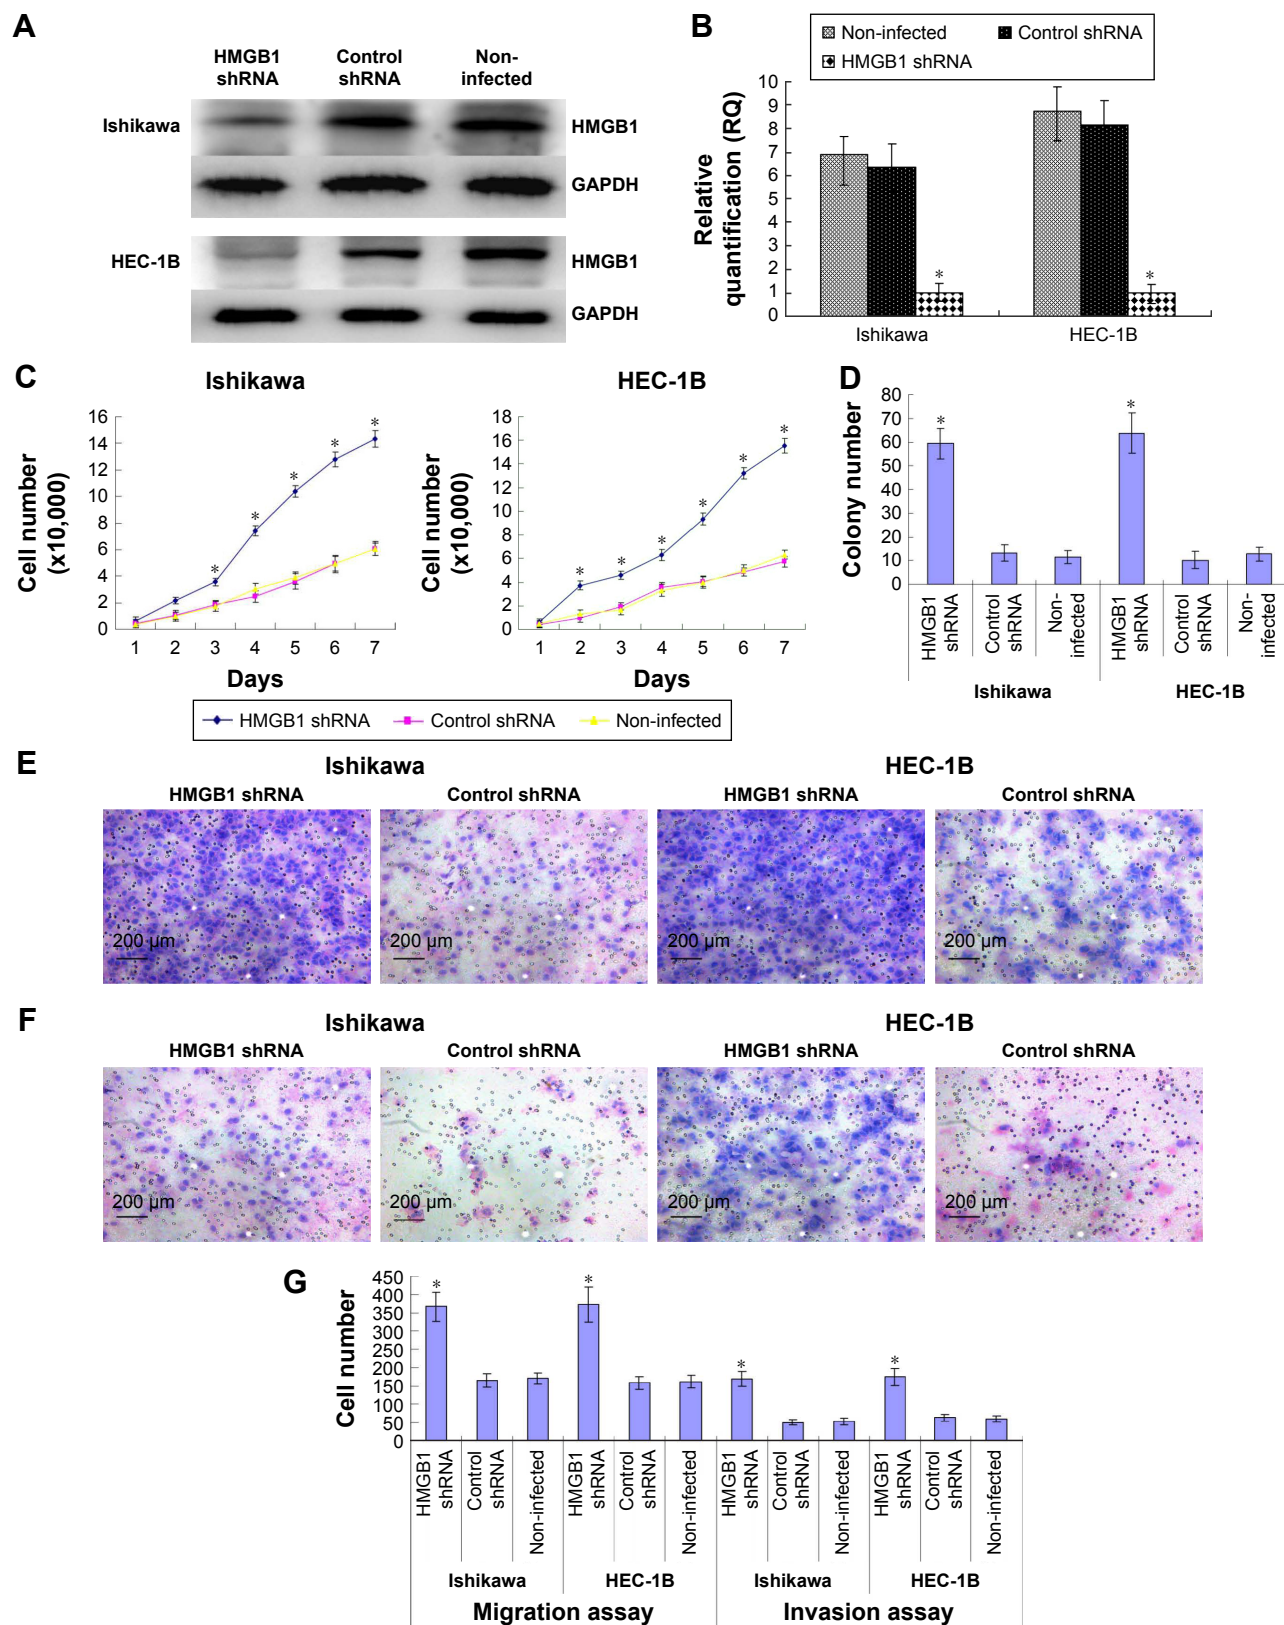 A
HMGB1 shRNA
Control shRNA
Non-infected
Ishikawa
HMGB1
GAPDH
HEC-1B
HMGB1
GAPDH
B
Non-infected
Control shRNA
HMGB1 shRNA
Relative quantification (RQ)
10
9
8
7
6
5
4
3
2
1
0
*
*
Ishikawa
HEC-1B
C
Ishikawa
Cell number (x10,000)
16
14
12
10
8
6
4
2
0
*
*
*
*
*
1 2 3 4 5 6 7
Days
HEC-1B
Cell number (x10,000)
18
16
14
12
10
8
6
4
2
0
*
*
*
*
*
*
1 2 3 4 5 6 7
Days
HMGB1 shRNA
Control shRNA
Non-infected
D
Colony number
80
70
60
50
40
30
20
10
0
*
*
HMGB1 shRNA
Control shRNA
Non-infected
HMGB1 shRNA
Control shRNA
Non-infected
Ishikawa
HEC-1B
E
Ishikawa
HEC-1B
HMGB1 shRNA
Control shRNA
HMGB1 shRNA
Control shRNA
200 µm
200 µm
200 µm
200 µm
F
Ishikawa
HEC-1B
HMGB1 shRNA
Control shRNA
HMGB1 shRNA
Control shRNA
200 µm
200 µm
200 µm
200 µm
G
Cell number
450
400
350
300
250
200
150
100
50
0
*
*
*
*
HMGB1 shRNA
Control shRNA
Non-infected
HMGB1 shRNA
Control shRNA
Non-infected
HMGB1 shRNA
Control shRNA
Non-infected
HMGB1 shRNA
Control shRNA
Non-infected
Ishikawa
HEC-1B
Ishikawa
HEC-1B
Migration assay
Invasion assay